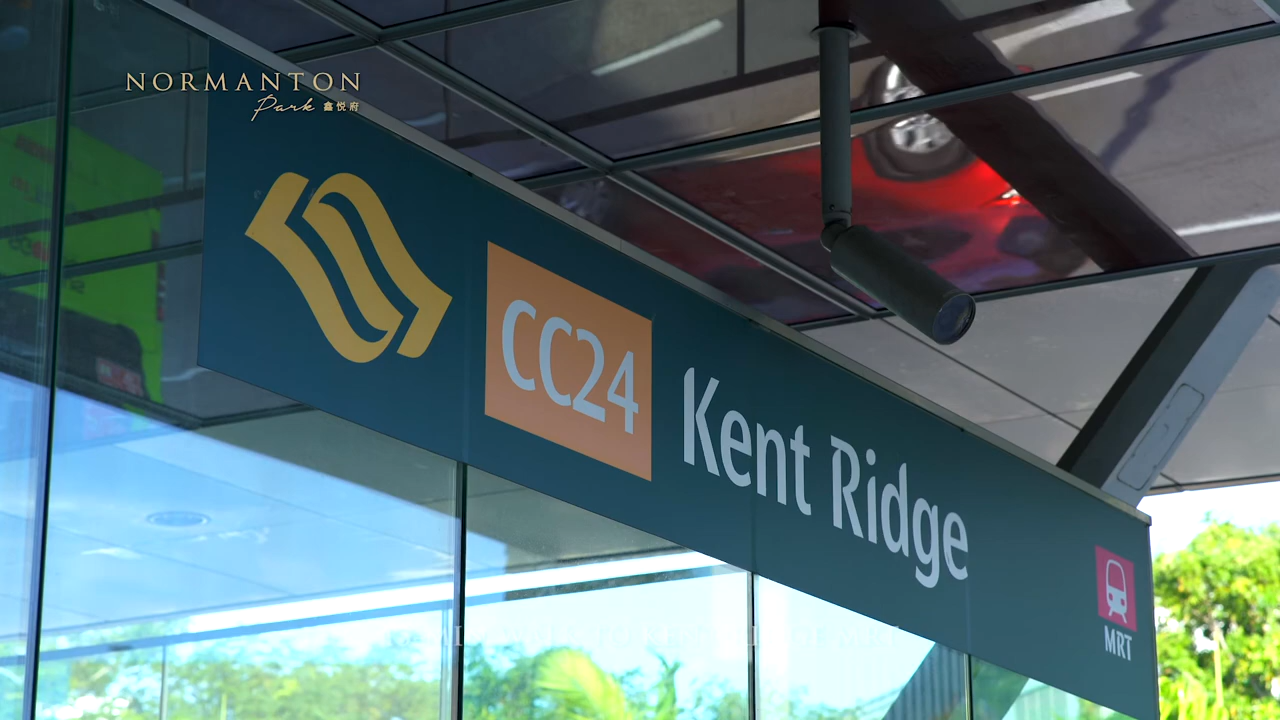 NORMANTON
Park 鑫悦府
CC24
Kent Ridge
MRT